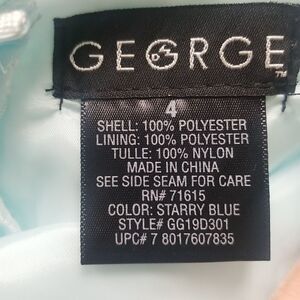 GEORGE
TM
4
SHELL: 100% POLYESTER
LINING: 100% POLYESTER
TULLE: 100% NYLON
MADE IN CHINA
SEE SIDE SEAM FOR CARE
RN# 71615
COLOR: STARRY BLUE
STYLE# GG19D301
UPC# 7 8017607835